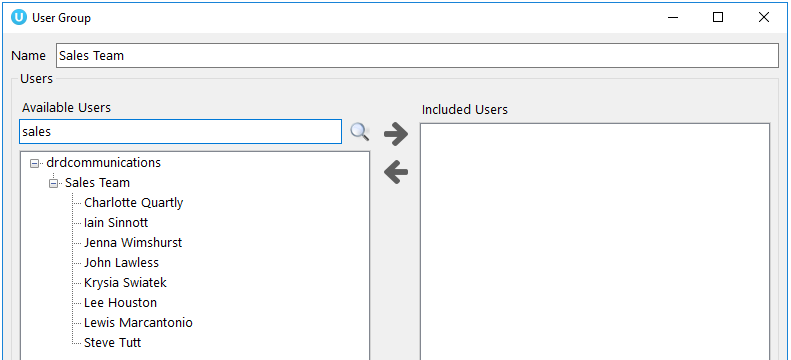 U User Group
Name Sales Team
Users
Available Users
Included Users
sales
drdcommunications
Sales Team
Charlotte Quartly
Iain Sinnott
Jenna Wimshurst
John Lawless
Krysia Swiatek
Lee Houston
Lewis Marcantonio
Steve Tutt